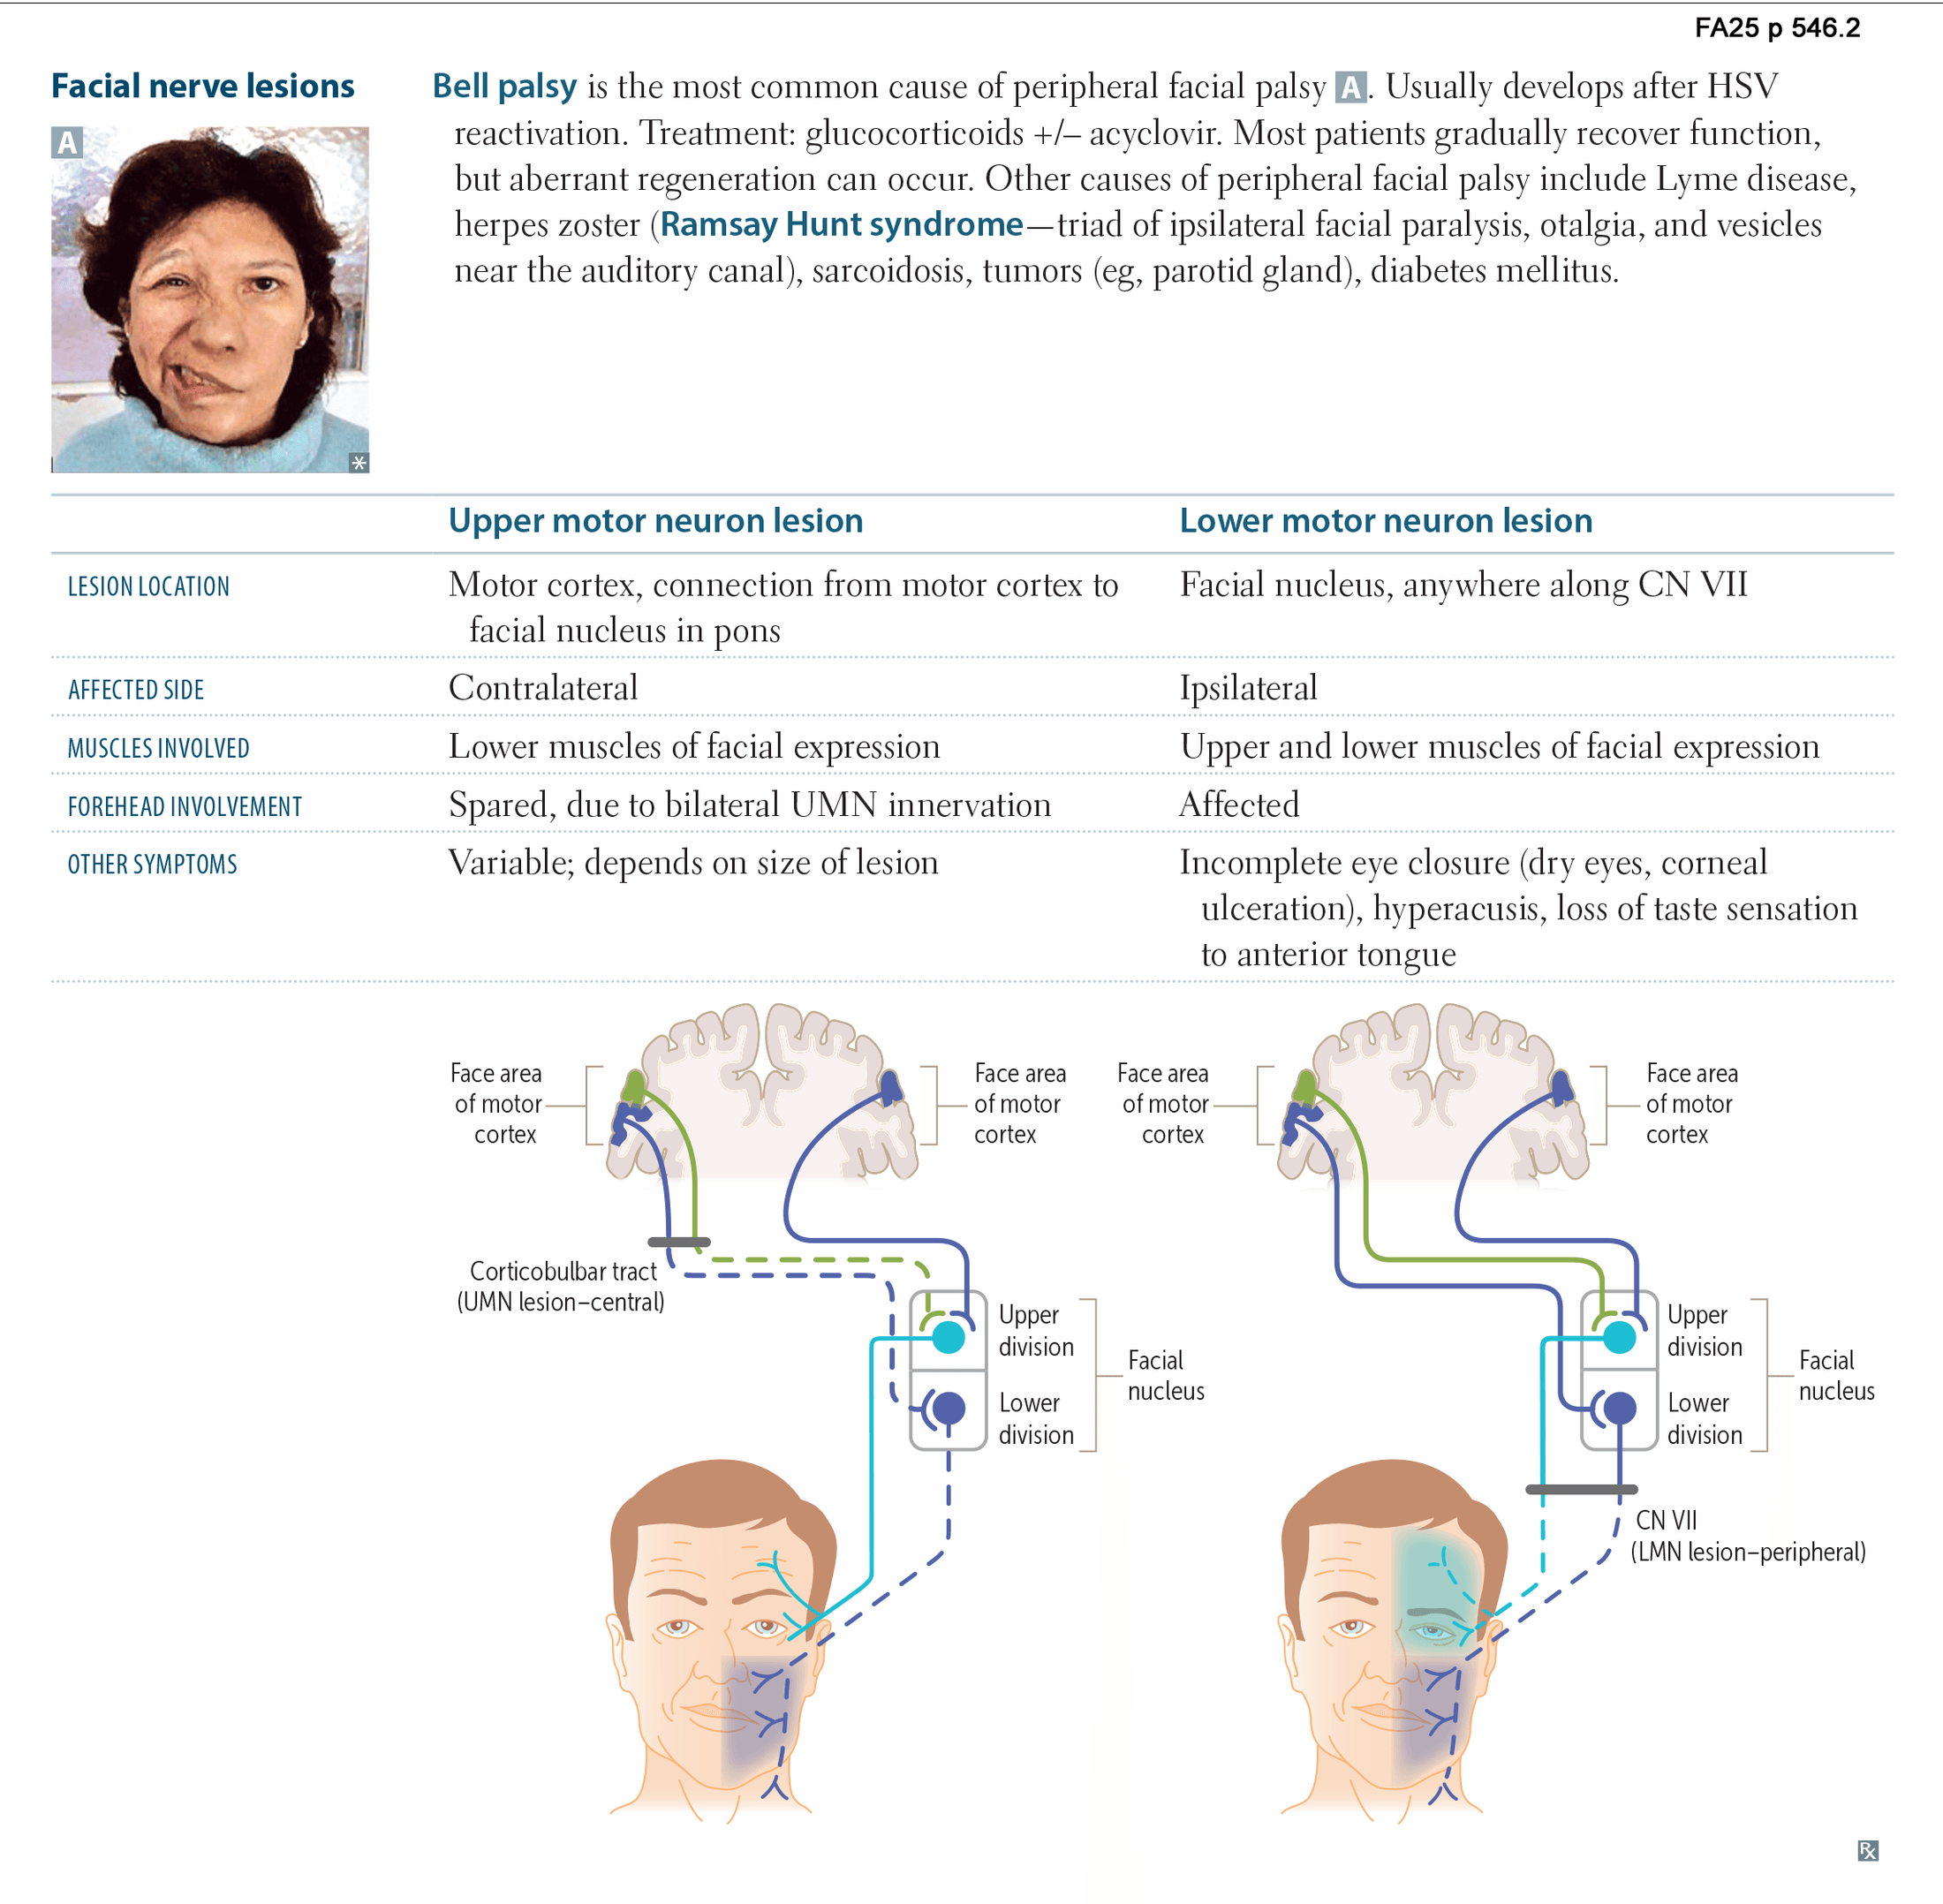 FA25 p 546.2
Facial nerve lesions
A
Bell palsy is the most common cause of peripheral facial palsy A. Usually develops after HSV
reactivation. Treatment: glucocorticoids +/– acyclovir. Most patients gradually recover function,
but aberrant regeneration can occur. Other causes of peripheral facial palsy include Lyme disease,
herpes zoster (Ramsay Hunt syndrome—triad of ipsilateral facial paralysis, otalgia, and vesicles
near the auditory canal), sarcoidosis, tumors (eg, parotid gland), diabetes mellitus.
*
Upper motor neuron lesion
Lower motor neuron lesion
LESION LOCATION
Motor cortex, connection from motor cortex to
facial nucleus in pons
Facial nucleus, anywhere along CN VII
AFFECTED SIDE
Contralateral
Ipsilateral
MUSCLES INVOLVED
Lower muscles of facial expression
Upper and lower muscles of facial expression
FOREHEAD INVOLVEMENT
Spared, due to bilateral UMN innervation
Affected
OTHER SYMPTOMS
Variable; depends on size of lesion
Incomplete eye closure (dry eyes, corneal
ulceration), hyperacusis, loss of taste sensation
to anterior tongue
Face area
of motor
cortex
Face area
of motor
cortex
Corticobulbar tract
(UMN lesion–central)
Upper
division
Lower
division
Facial
nucleus
Face area
of motor
cortex
Face area
of motor
cortex
Upper
division
Lower
division
Facial
nucleus
CN VII
(LMN lesion–peripheral)
Rx